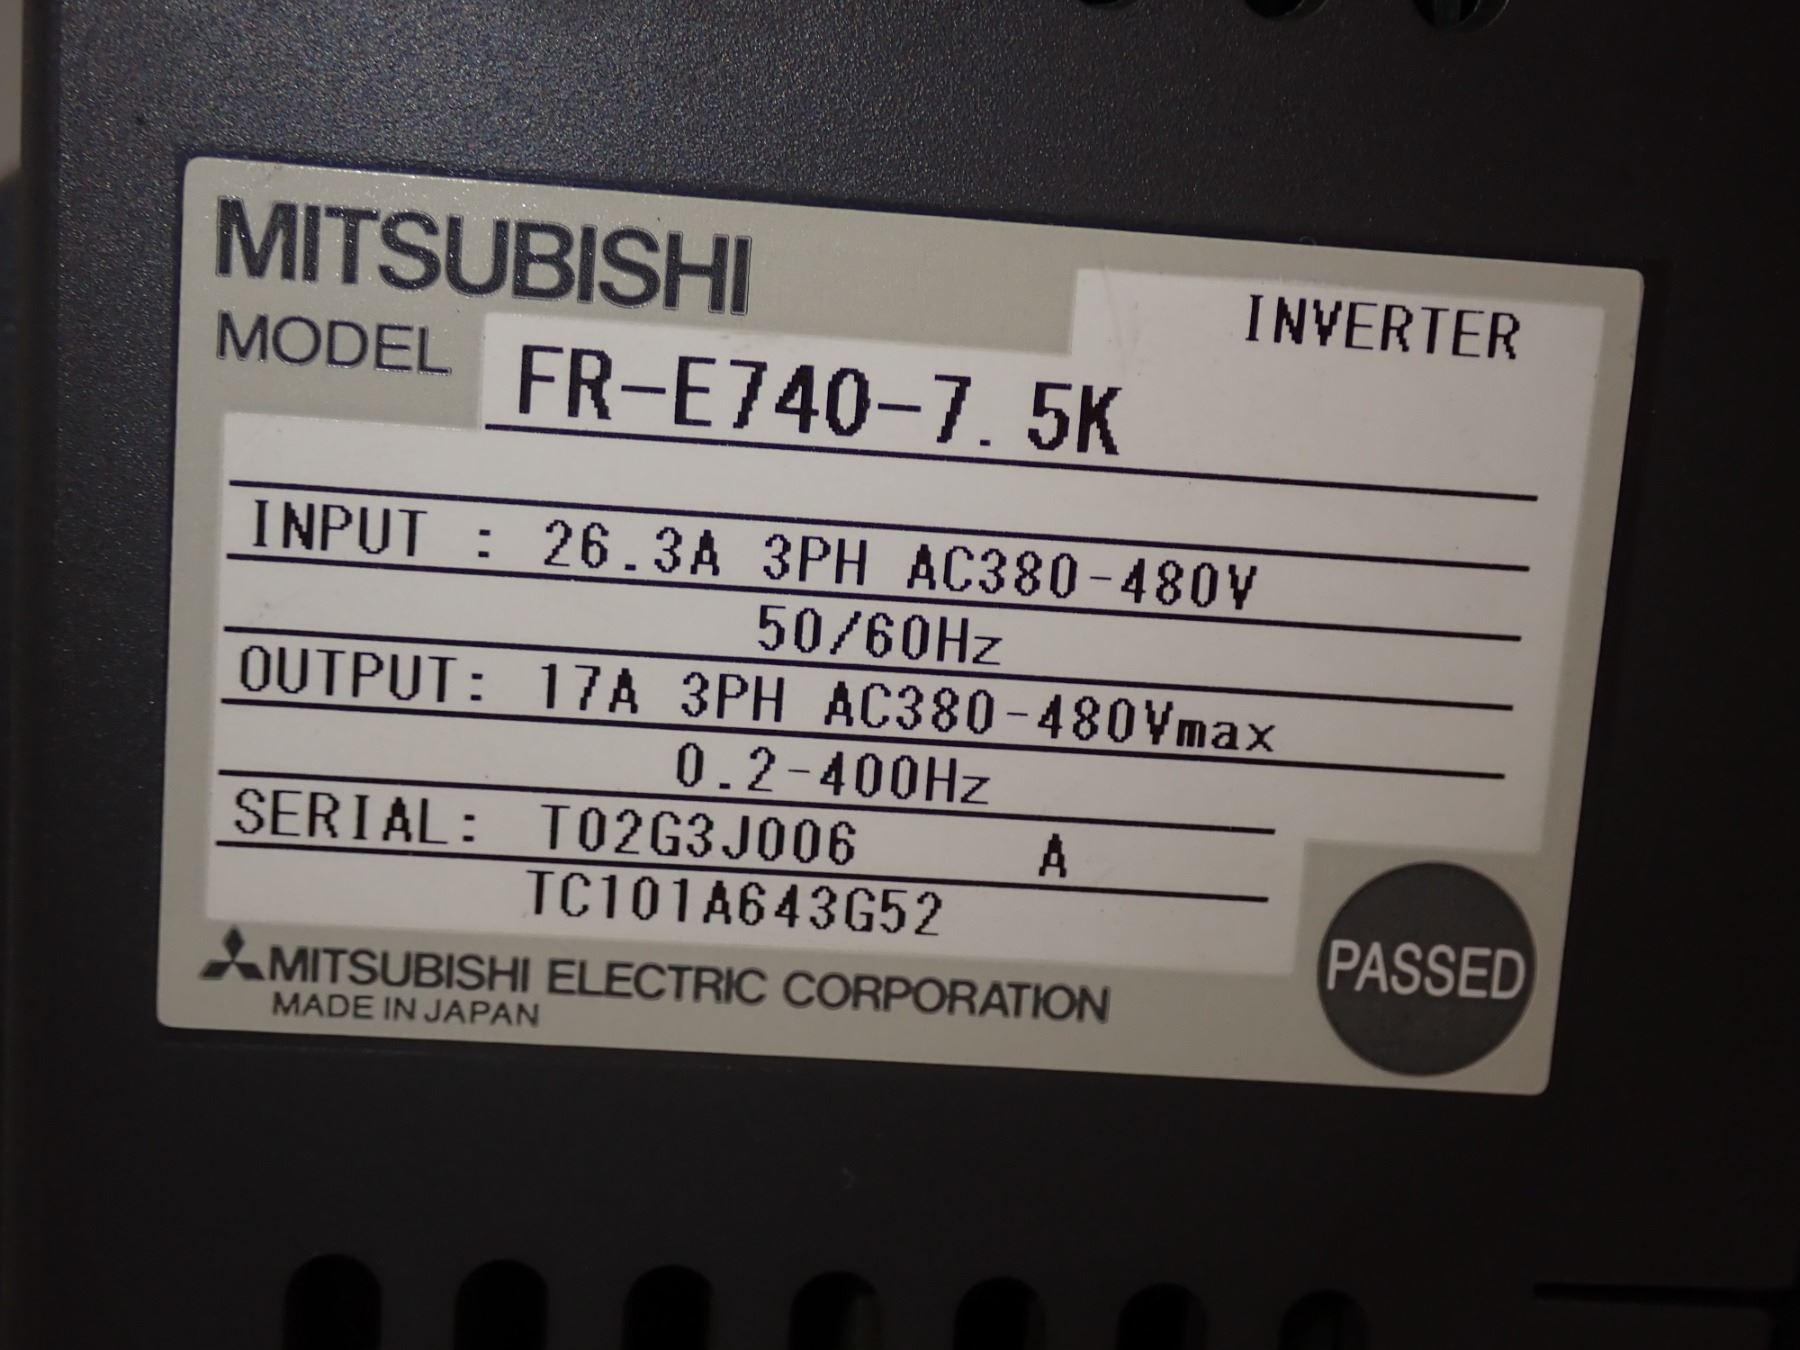 MITSUBISHI
INVERTER
MODEL FR-E740-7.5K
INPUT : 26.3A 3PH AC380-480V
50/60Hz
OUTPUT: 17A 3PH AC380-480Vmax
0.2-400Hz
SERIAL: T02G3J006 A
TC101A643G52
MITSUBISHI ELECTRIC CORPORATION
MADE IN JAPAN
PASSED